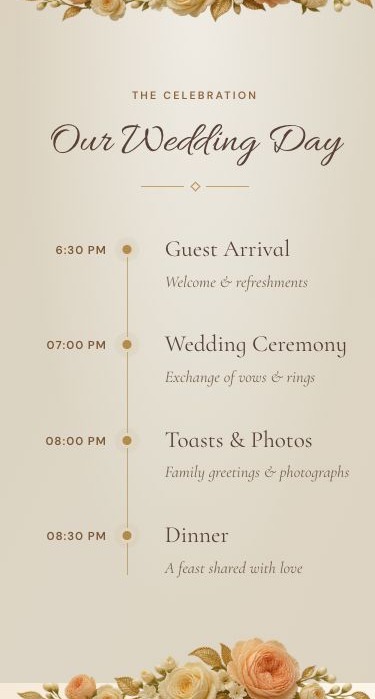 THE CELEBRATION
Our Wedding Day
6:30 PM
Guest Arrival
Welcome & refreshments
07:00 PM
Wedding Ceremony
Exchange of vows & rings
08:00 PM
Toasts & Photos
Family greetings & photographs
08:30 PM
Dinner
A feast shared with love